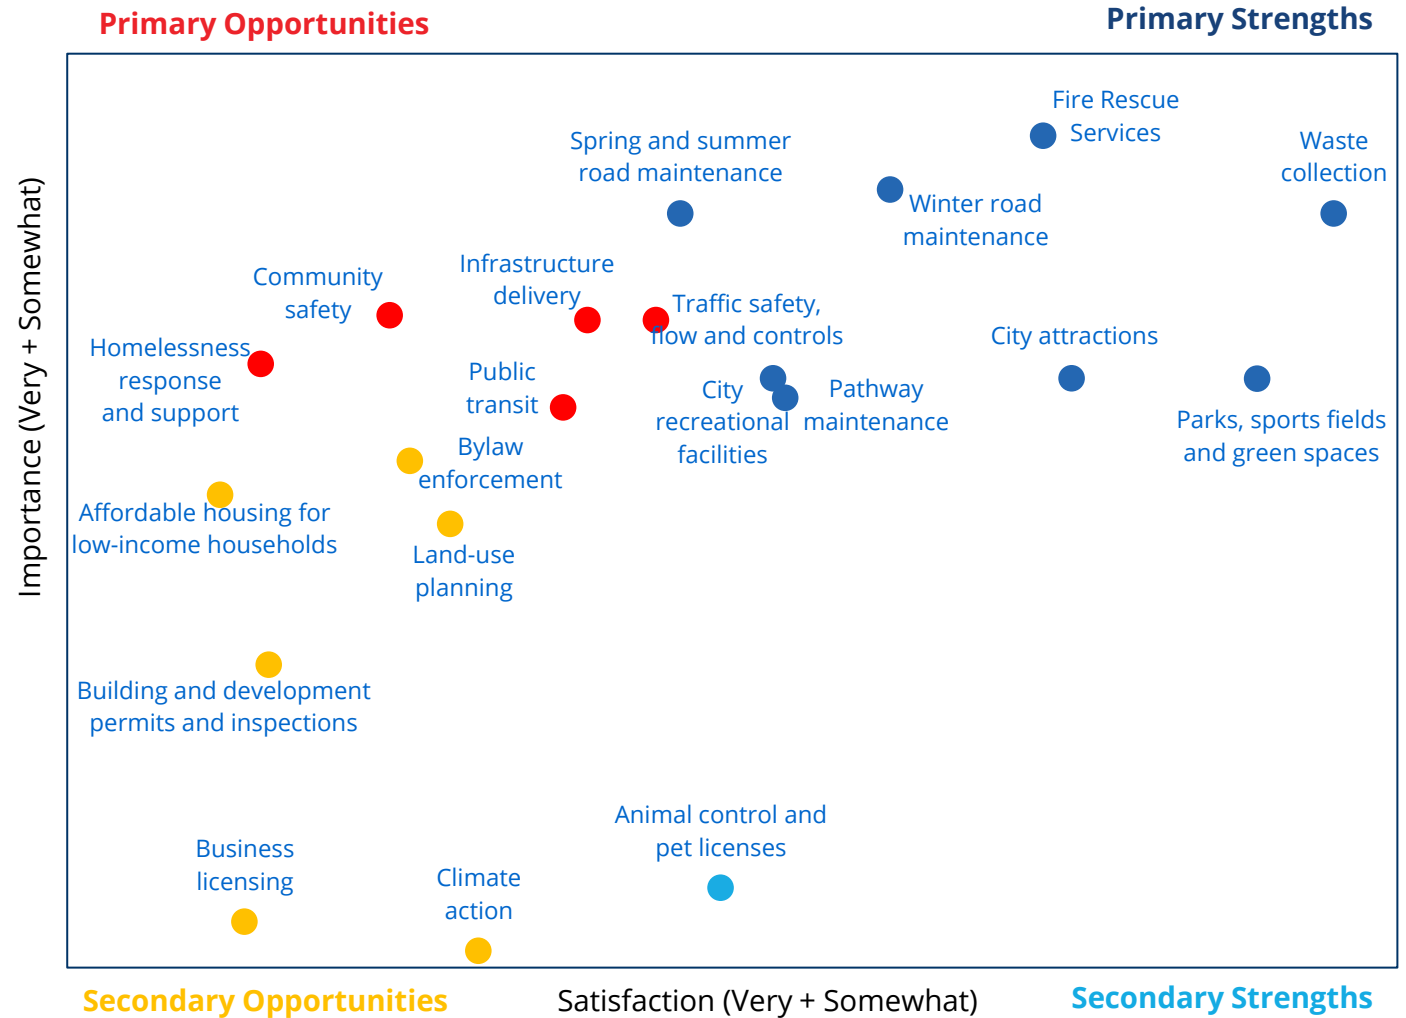 Primary Opportunities
Primary Strengths
Fire Rescue
Services
Spring and summer
road maintenance
Waste
collection
Winter road
maintenance
Importance (Very + Somewhat)
Community
safety
Infrastructure
delivery
Traffic safety,
flow and controls
City attractions
Homelessness
response
and support
Public
transit
City
recreational
facilities
Pathway
maintenance
Parks, sports fields
and green spaces
Bylaw
enforcement
Affordable housing for
low-income households
Land-use
planning
Building and development
permits and inspections
Animal control and
pet licenses
Business
licensing
Climate
action
Secondary Opportunities
Satisfaction (Very + Somewhat)
Secondary Strengths